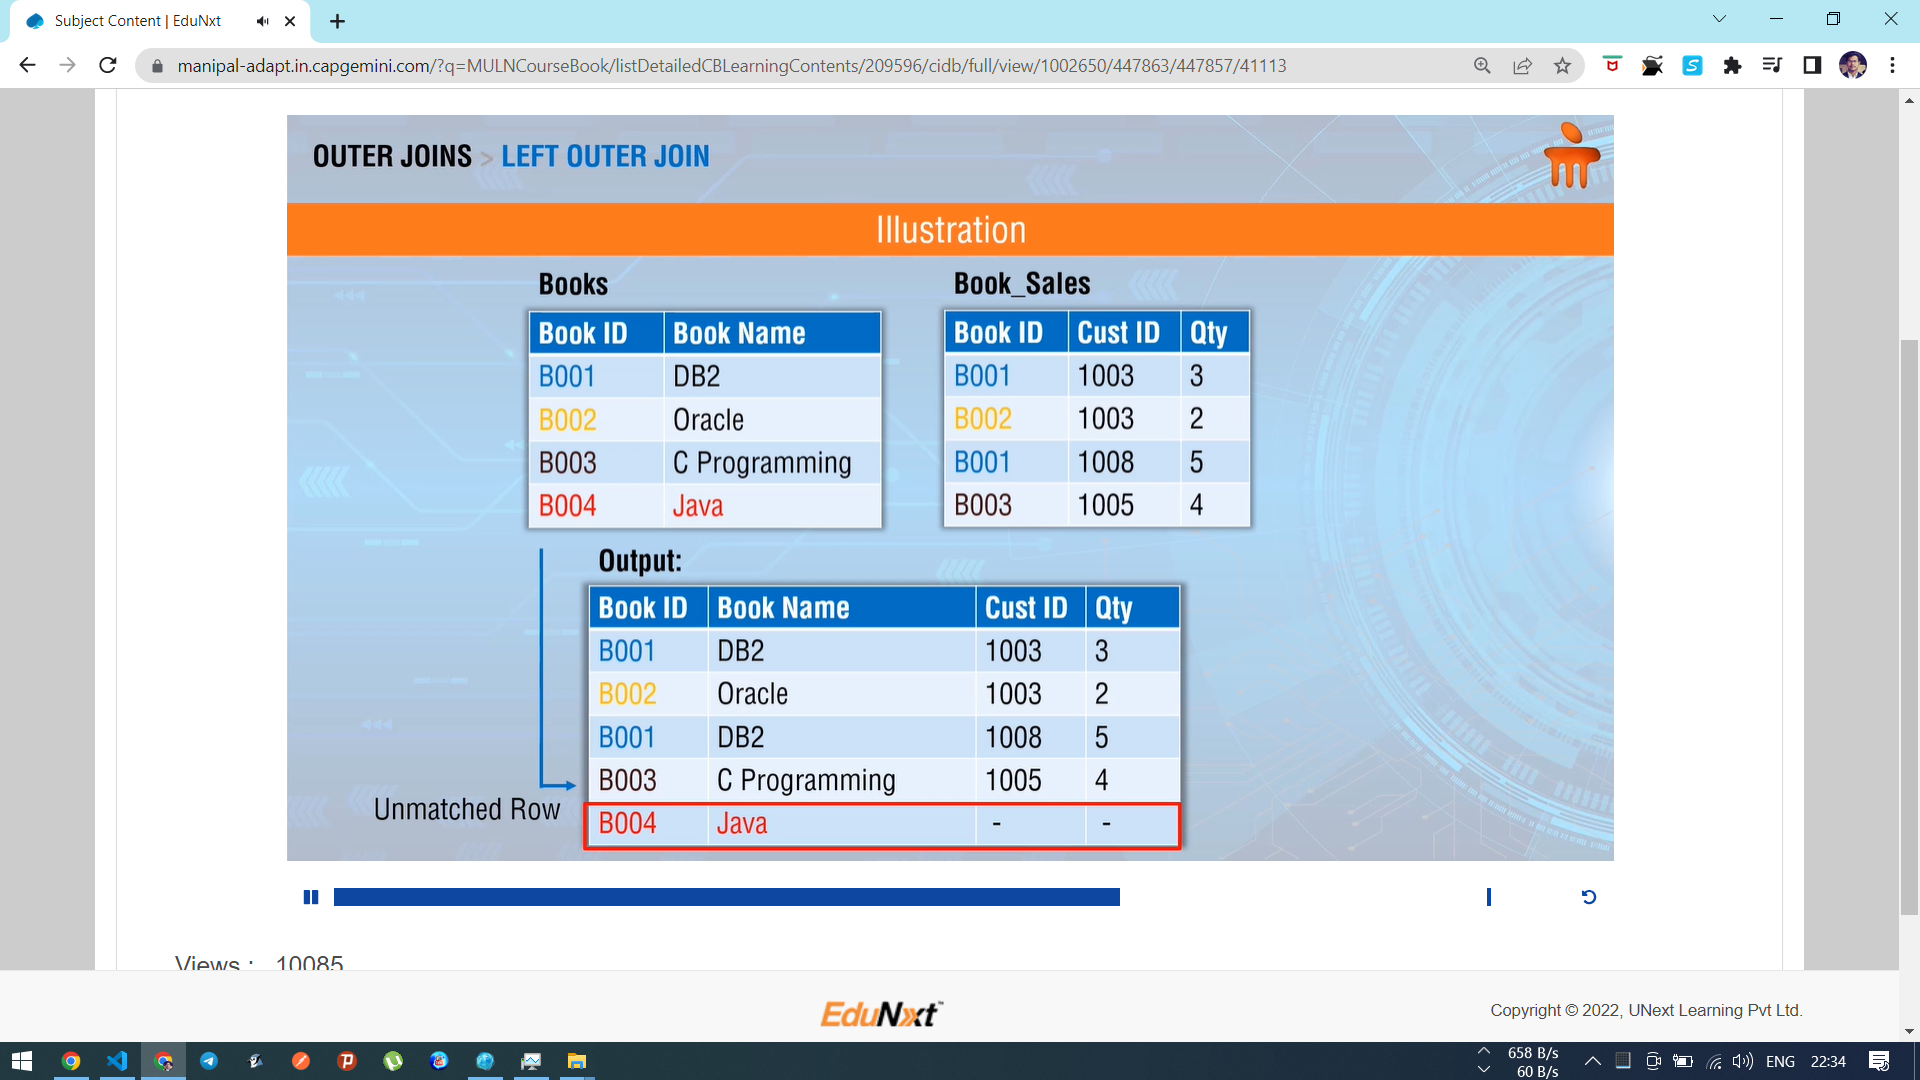 Subject Content | EduNxt
manipal-adapt.in.capgemini.com/?q=MULNCourseBook/listDetailedCBLearningContents/209596/cidb/full/view/1002650/447863/447857/41113
OUTER JOINS > LEFT OUTER JOIN
Illustration
Books
Book ID Book Name
B001 DB2
B002 Oracle
B003 C Programming
B004 Java
Book_Sales
Book ID Cust ID Qty
B001 1003 3
B002 1003 2
B001 1008 5
B003 1005 4
Output:
Book ID Book Name Cust ID Qty
B001 DB2 1003 3
B002 Oracle 1003 2
B001 DB2 1008 5
B003 C Programming 1005 4
B004 Java - -
Unmatched Row
Views : 10085
EduNxt
Copyright © 2022, UNext Learning Pvt Ltd.
658 B/s
60 B/s
ENG 22:34